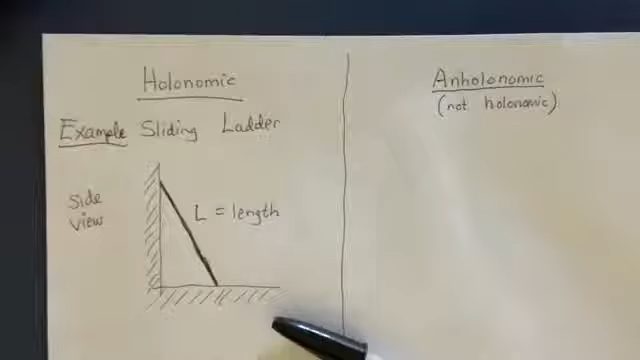 Holonomic
Example Sliding Ladder
Side
view
L = length
Anholonomic
(not holonomic)